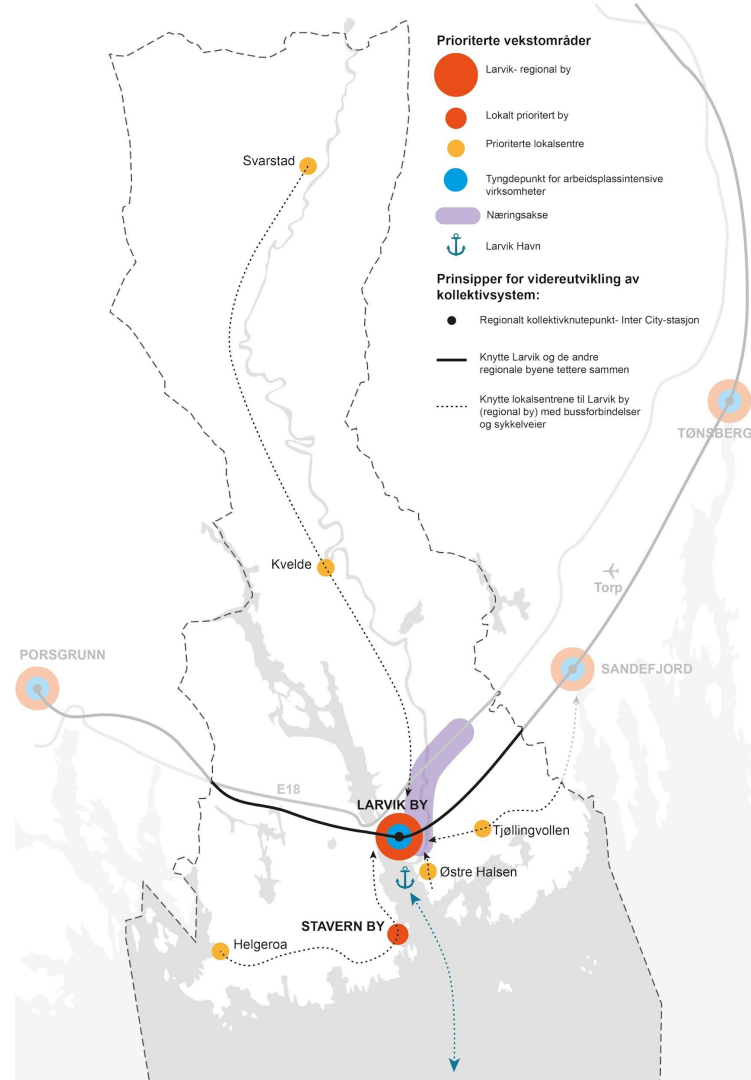 Prioriterte vekstområder
Larvik- regional by
Lokalt prioritert by
Prioriterte lokalsentre
Tyngdepunkt for arbeidsplassintensive
virksomheter
Næringsakse
Larvik Havn
Prinsipper for videreutvikling av
kollektivsystem:
Regionalt kollektivknutepunkt- Inter City-stasjon
Knytte Larvik og de andre
regionale byene tettere sammen
Knytte lokalsentrene til Larvik by
(regional by) med bussforbindelser
og sykkelveier
Svarstad
TØNSBERG
Kvelde
Torp
PORSGRUNN
SANDEFJORD
E18
LARVIK BY
Tjøllingvollen
Østre Halsen
STAVERN BY
Helgeroa